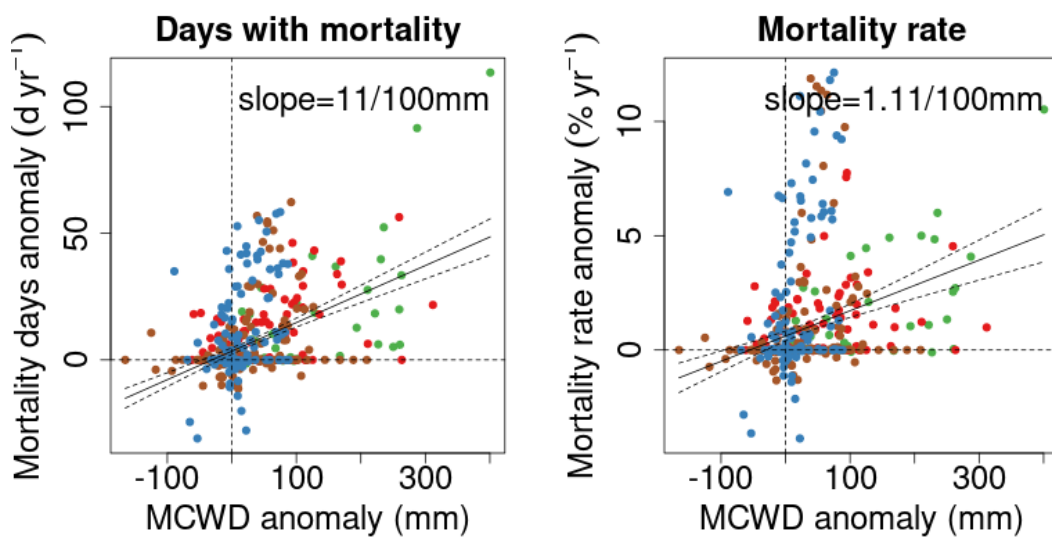 Days with mortality
Mortality days anomaly (d yr⁻¹)
slope=11/100mm
100
50
0
-100
100
300
MCWD anomaly (mm)
Mortality rate
Mortality rate anomaly (% yr⁻¹)
slope=1.11/100mm
10
5
0
-100
100
300
MCWD anomaly (mm)